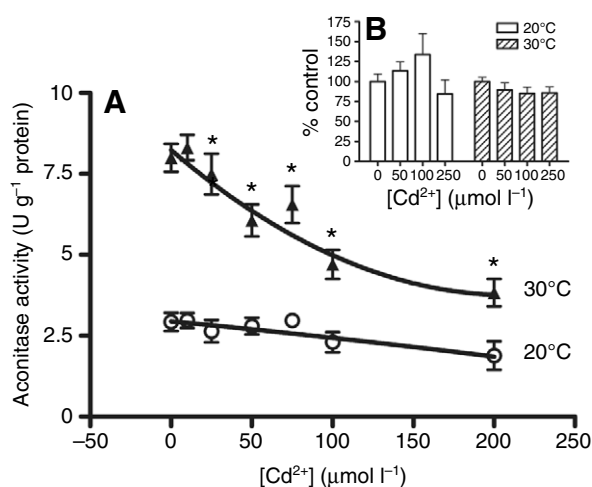 A
Aconitase activity (U g⁻¹ protein)
10
7.5
5
2.5
0
–50 0 50 100 150 200 250
[Cd²⁺] (μmol l⁻¹)
* * * * *
30°C
20°C
B
% control
175
150
125
100
75
50
25
0
20°C
30°C
0 50 100 250 0 50 100 250
[Cd²⁺] (μmol l⁻¹)